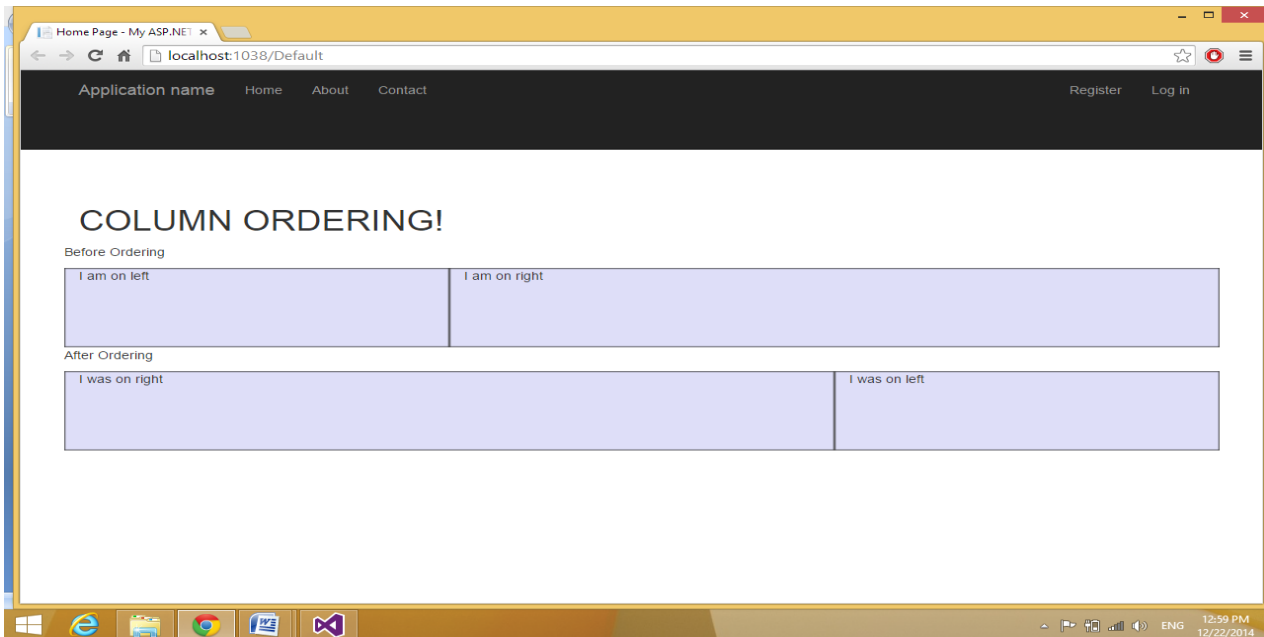 Home Page - My ASP.NET
localhost:1038/Default
Application name Home About Contact Register Log in
COLUMN ORDERING!
Before Ordering
I am on left I am on right
After Ordering
I was on right I was on left
ENG 12:59 PM
12/22/2014